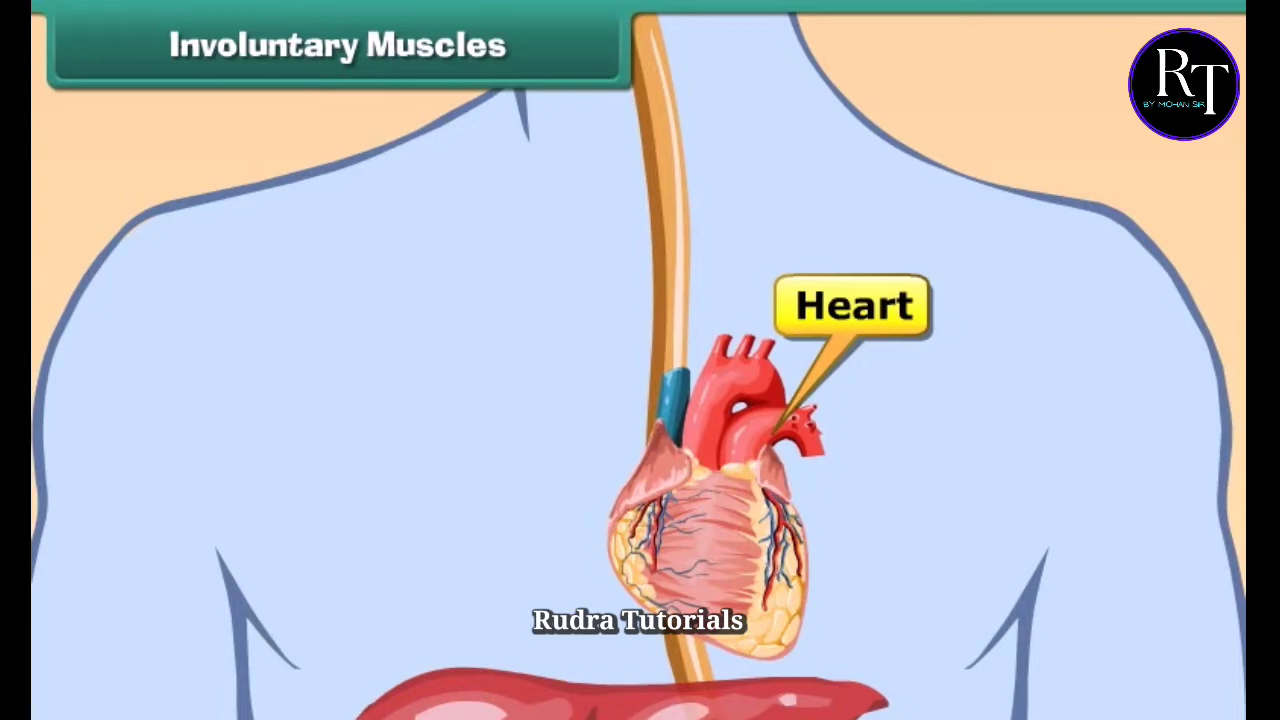 Involuntary Muscles
RT
BY MOHAN SIR
Heart
Rudra Tutorials